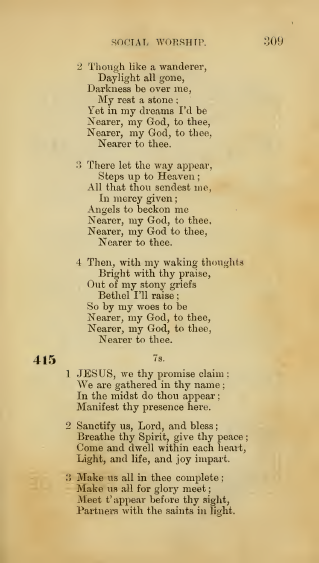 SOCIAL WORSHIP. 309
2 Though like a wanderer,
Daylight all gone,
Darkness be over me,
My rest a stone;
Yet in my dreams I'd be
Nearer, my God, to thee,
Nearer, my God, to thee,
Nearer to thee.
3 There let the way appear,
Steps up to Heaven;
All that thou sendest me,
In mercy given;
Angels to beckon me
Nearer, my God, to thee.
Nearer, my God to thee,
Nearer to thee.
4 Then, with my waking thoughts
Bright with thy praise,
Out of my stony griefs
Bethel I'll raise;
So by my woes to be
Nearer, my God, to thee,
Nearer, my God, to thee,
Nearer to thee.
415 7s.
1 JESUS, we thy promise claim:
We are gathered in thy name;
In the midst do thou appear;
Manifest thy presence here.
2 Sanctify us, Lord, and bless;
Breathe thy Spirit, give thy peace;
Come and dwell within each heart,
Light, and life, and joy impart.
3 Make us all in thee complete;
Make us all for glory meet;
Meet t'appear before thy sight,
Partners with the saints in light.